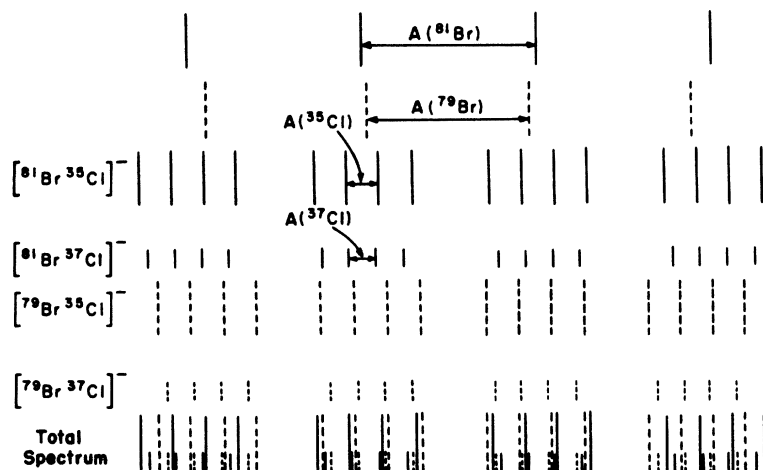 A(⁸¹Br)
A(⁷⁹Br)
A(³⁵Cl)
[⁸¹Br ³⁵Cl]⁻
A(³⁷Cl)
[⁸¹Br ³⁷Cl]⁻
[⁷⁹Br ³⁵Cl]⁻
[⁷⁹Br ³⁷Cl]⁻
Total
Spectrum